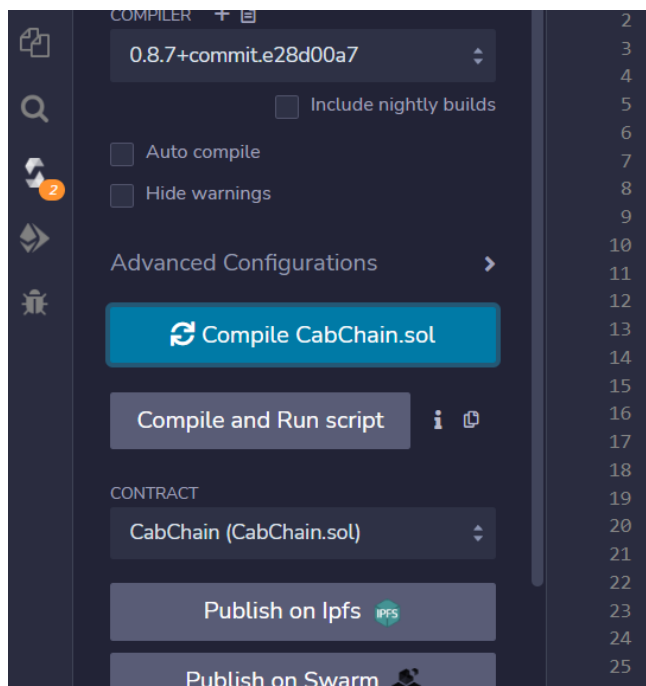 COMPILER
0.8.7+commit.e28d00a7
Include nightly builds
Auto compile
2
Hide warnings
Advanced Configurations
Compile CabChain.sol
Compile and Run script
i
CONTRACT
CabChain (CabChain.sol)
Publish on Ipfs
IPFS
Publish on Swarm
2
3
4
5
6
7
8
9
10
11
12
13
14
15
16
17
18
19
20
21
22
23
24
25